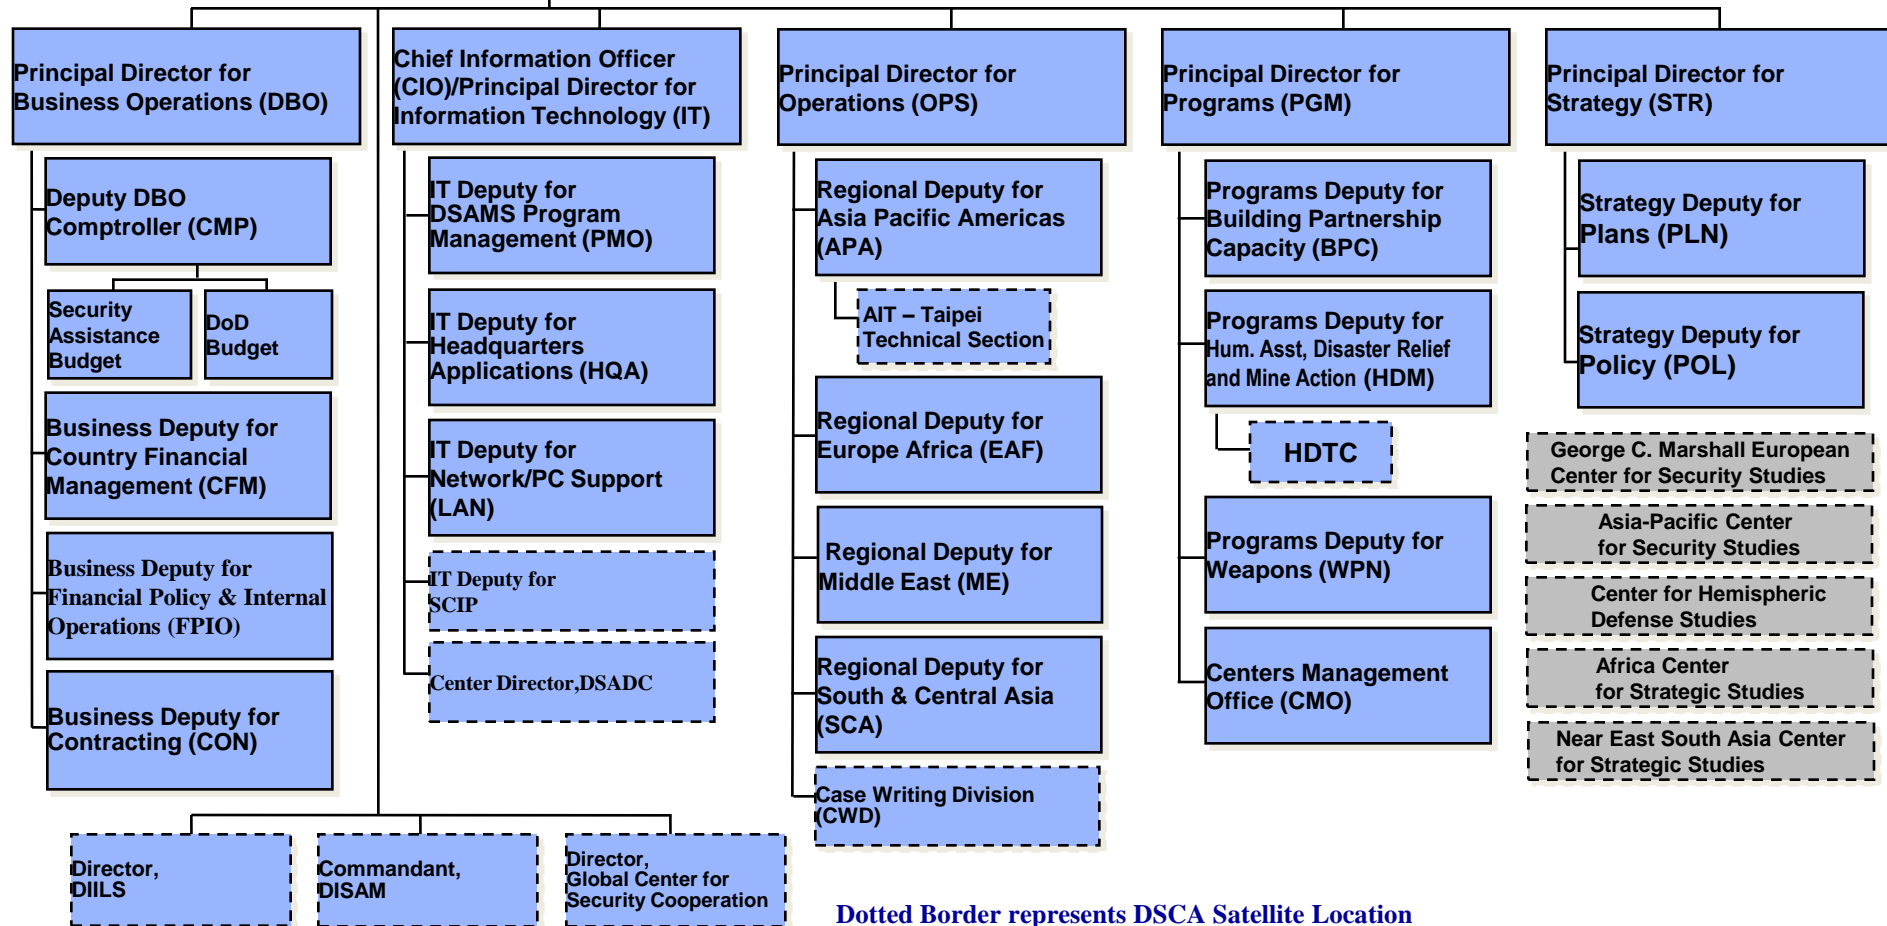 Principal Director for
Business Operations (DBO)
Deputy DBO
Comptroller (CMP)
Security
Assistance
Budget
DoD
Budget
Business Deputy for
Country Financial
Management (CFM)
Business Deputy for
Financial Policy & Internal
Operations (FPIO)
Business Deputy for
Contracting (CON)
Chief Information Officer
(CIO)/Principal Director for
Information Technology (IT)
IT Deputy for
DSAMS Program
Management (PMO)
IT Deputy for
Headquarters
Applications (HQA)
IT Deputy for
Network/PC Support
(LAN)
IT Deputy for
SCIP
Center Director,DSADC
Principal Director for
Operations (OPS)
Regional Deputy for
Asia Pacific Americas
(APA)
AIT – Taipei
Technical Section
Regional Deputy for
Europe Africa (EAF)
Regional Deputy for
Middle East (ME)
Regional Deputy for
South & Central Asia
(SCA)
Case Writing Division
(CWD)
Principal Director for
Programs (PGM)
Programs Deputy for
Building Partnership
Capacity (BPC)
Programs Deputy for
Hum. Asst, Disaster Relief
and Mine Action (HDM)
HDTC
Programs Deputy for
Weapons (WPN)
Centers Management
Office (CMO)
Principal Director for
Strategy (STR)
Strategy Deputy for
Plans (PLN)
Strategy Deputy for
Policy (POL)
George C. Marshall European
Center for Security Studies
Asia-Pacific Center
for Security Studies
Center for Hemispheric
Defense Studies
Africa Center
for Strategic Studies
Near East South Asia Center
for Strategic Studies
Director,
DIILS
Commandant,
DISAM
Director,
Global Center for
Security Cooperation
Dotted Border represents DSCA Satellite Location